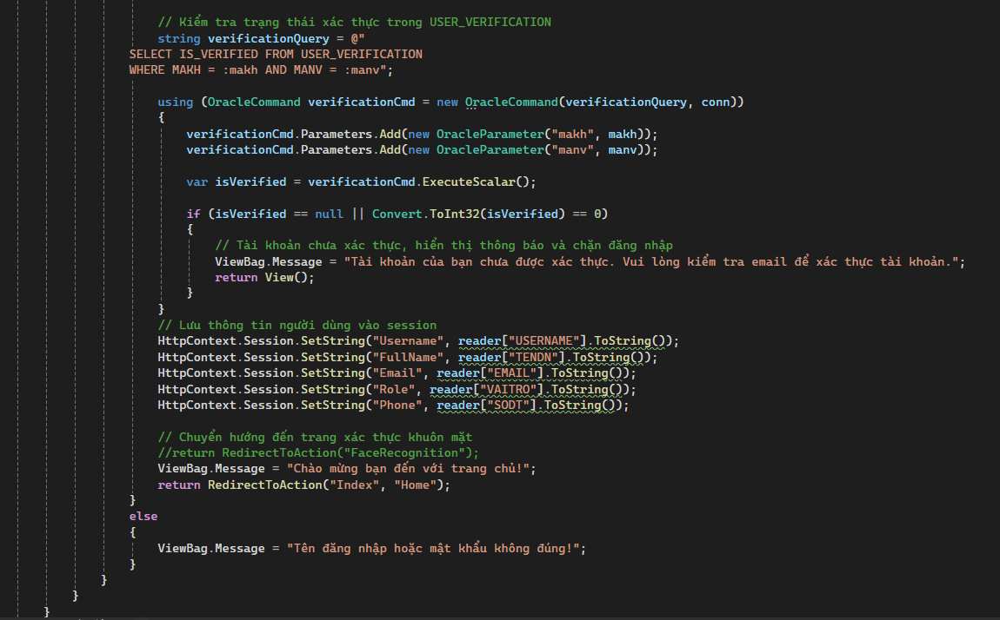 // Kiểm tra trạng thái xác thực trong USER_VERIFICATION
string verificationQuery = @"
SELECT IS_VERIFIED FROM USER_VERIFICATION
WHERE MAKH = :makh AND MANV = :manv";
using (OracleCommand verificationCmd = new OracleCommand(verificationQuery, conn))
{
verificationCmd.Parameters.Add(new OracleParameter("makh", makh));
verificationCmd.Parameters.Add(new OracleParameter("manv", manv));
var isVerified = verificationCmd.ExecuteScalar();
if (isVerified == null || Convert.ToInt32(isVerified) == 0)
{
// Tài khoản chưa xác thực, hiển thị thông báo và chặn đăng nhập
ViewBag.Message = "Tài khoản của bạn chưa được xác thực. Vui lòng kiểm tra email để xác thực tài khoản.";
return View();
}
}
// Lưu thông tin người dùng vào session
HttpContext.Session.SetString("Username", reader["USERNAME"].ToString());
HttpContext.Session.SetString("FullName", reader["TENDN"].ToString());
HttpContext.Session.SetString("Email", reader["EMAIL"].ToString());
HttpContext.Session.SetString("Role", reader["VAITRO"].ToString());
HttpContext.Session.SetString("Phone", reader["SODT"].ToString());
// Chuyển hướng đến trang xác thực khuôn mặt
//return RedirectToAction("FaceRecognition");
ViewBag.Message = "Chào mừng bạn đến với trang chủ!";
return RedirectToAction("Index", "Home");
}
else
{
ViewBag.Message = "Tên đăng nhập hoặc mật khẩu không đúng!";
}
}
}
}